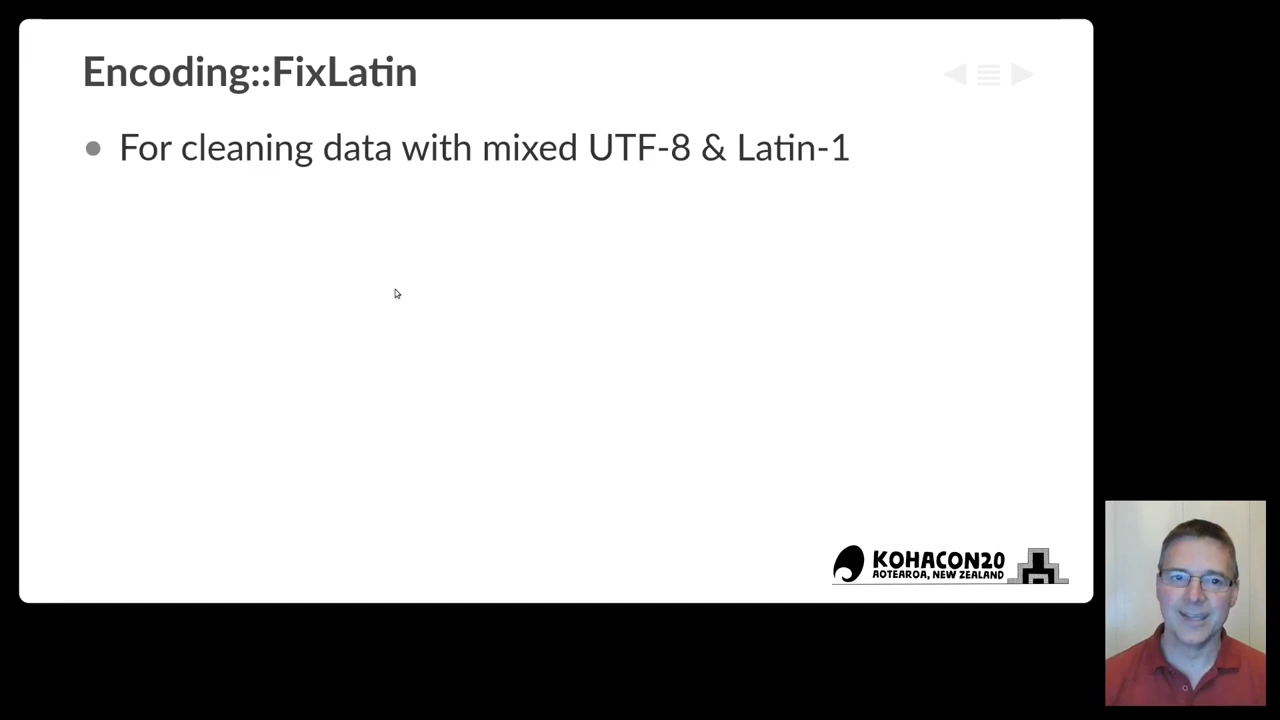 Encoding::FixLatin
For cleaning data with mixed UTF-8 & Latin-1
KOHACON20
AOTEAROA, NEW ZEALAND